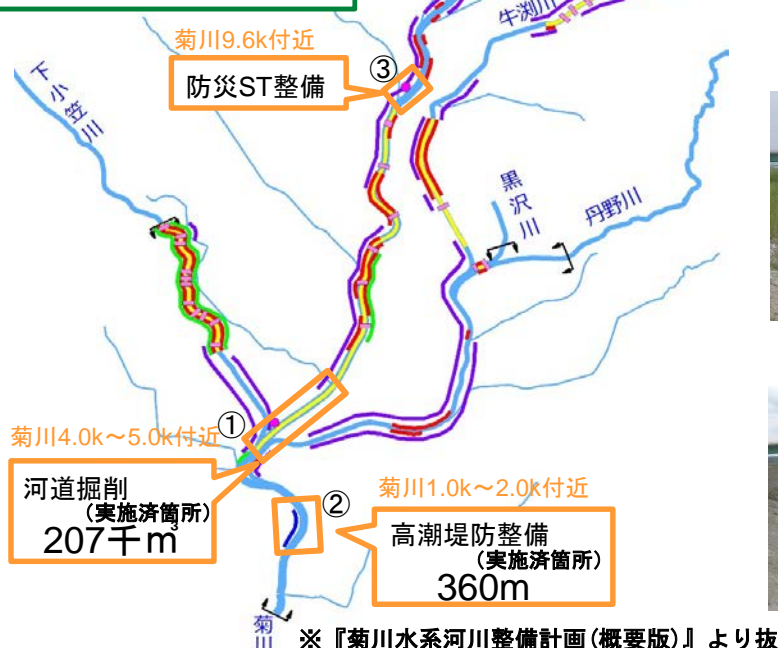 牛渕川
菊川9.6k付近
③
防災ST整備
下小笠川
黒沢川
丹野川
①
菊川4.0k～5.0k付近
河道掘削
(実施済箇所)
207千m³
②
菊川1.0k～2.0k付近
高潮堤防整備
(実施済箇所)
360m
菊川
※『菊川水系河川整備計画(概要版)』より抜